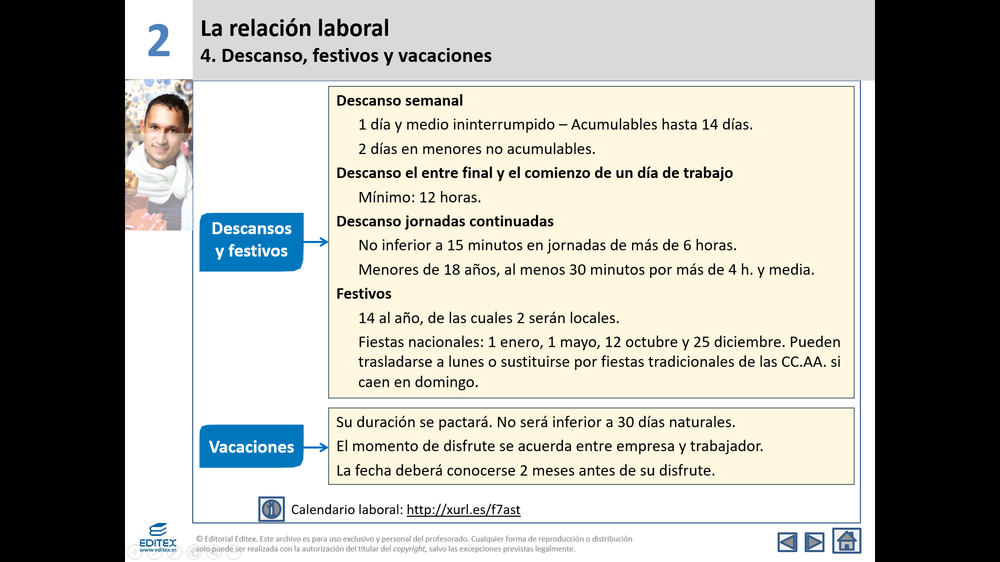 2
La relación laboral
4. Descanso, festivos y vacaciones
Descansos
y festivos
Descanso semanal
1 día y medio ininterrumpido – Acumulables hasta 14 días.
2 días en menores no acumulables.
Descanso el entre final y el comienzo de un día de trabajo
Mínimo: 12 horas.
Descanso jornadas continuadas
No inferior a 15 minutos en jornadas de más de 6 horas.
Menores de 18 años, al menos 30 minutos por más de 4 h. y media.
Festivos
14 al año, de las cuales 2 serán locales.
Fiestas nacionales: 1 enero, 1 mayo, 12 octubre y 25 diciembre. Pueden
trasladarse a lunes o sustituirse por fiestas tradicionales de las CC.AA. si
caen en domingo.
Vacaciones
Su duración se pactará. No será inferior a 30 días naturales.
El momento de disfrute se acuerda entre empresa y trabajador.
La fecha deberá conocerse 2 meses antes de su disfrute.
Calendario laboral: http://xurl.es/f7ast
EDITEX
www.editex.es
© Editorial Editex. Este archivo es para uso exclusivo y personal del profesorado. Cualquier forma de reproducción o distribución
solo puede ser realizada con la autorización del titular del copyright, salvo las excepciones previstas legalmente.